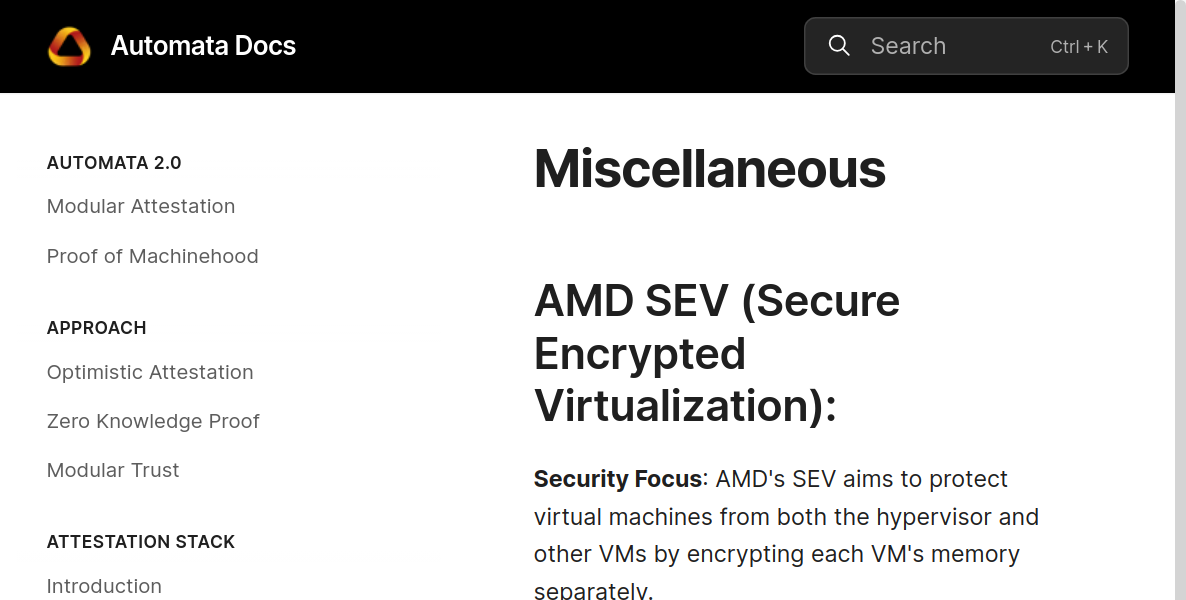 Automata Docs
Search
Ctrl + K
AUTOMATA 2.0
Modular Attestation
Proof of Machinehood
APPROACH
Optimistic Attestation
Zero Knowledge Proof
Modular Trust
ATTESTATION STACK
Introduction
Miscellaneous
AMD SEV (Secure
Encrypted
Virtualization):
Security Focus: AMD's SEV aims to protect
virtual machines from both the hypervisor and
other VMs by encrypting each VM's memory
separately.